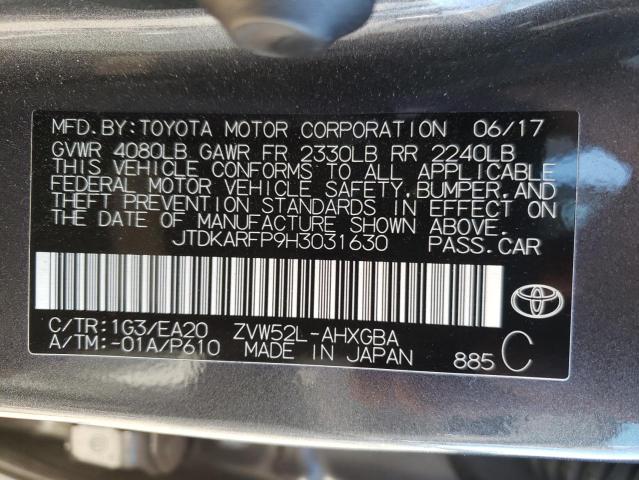 MFD.BY:TOYOTA MOTOR CORPORATION 06/17
GVWR 4080LB GAWR FR 2330LB RR 2240LB
THIS VEHICLE CONFORMS TO ALL APPLICABLE
FEDERAL MOTOR VEHICLE SAFETY,BUMPER,AND
THEFT PREVENTION STANDARDS IN EFFECT ON
THE DATE OF MANUFACTURE SHOWN ABOVE.
JTDKARFP9H3031630 PASS.CAR
C/TR:1G3/EA20 ZVW52L-AHXGBA
A/TM:-01A/P610 MADE IN JAPAN 885 C